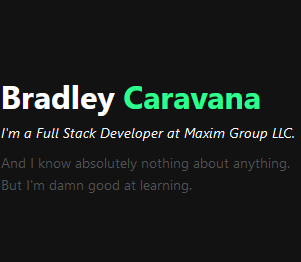 Bradley Caravana
I'm a Full Stack Developer at Maxim Group LLC.
And I know absolutely nothing about anything.
But I'm damn good at learning.